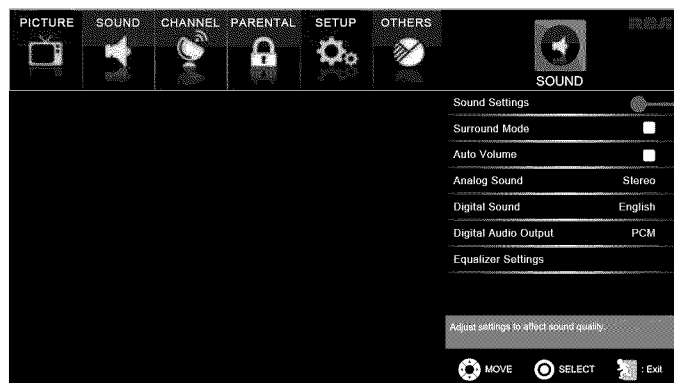 PICTURE SOUND CHANNEL PARENTAL SETUP OTHERS
RCA
SOUND
Sound Settings
Surround Mode
Auto Volume
Analog Sound Stereo
Digital Sound English
Digital Audio Output PCM
Equalizer Settings
Adjust settings to affect sound quality.
MOVE SELECT : Exit